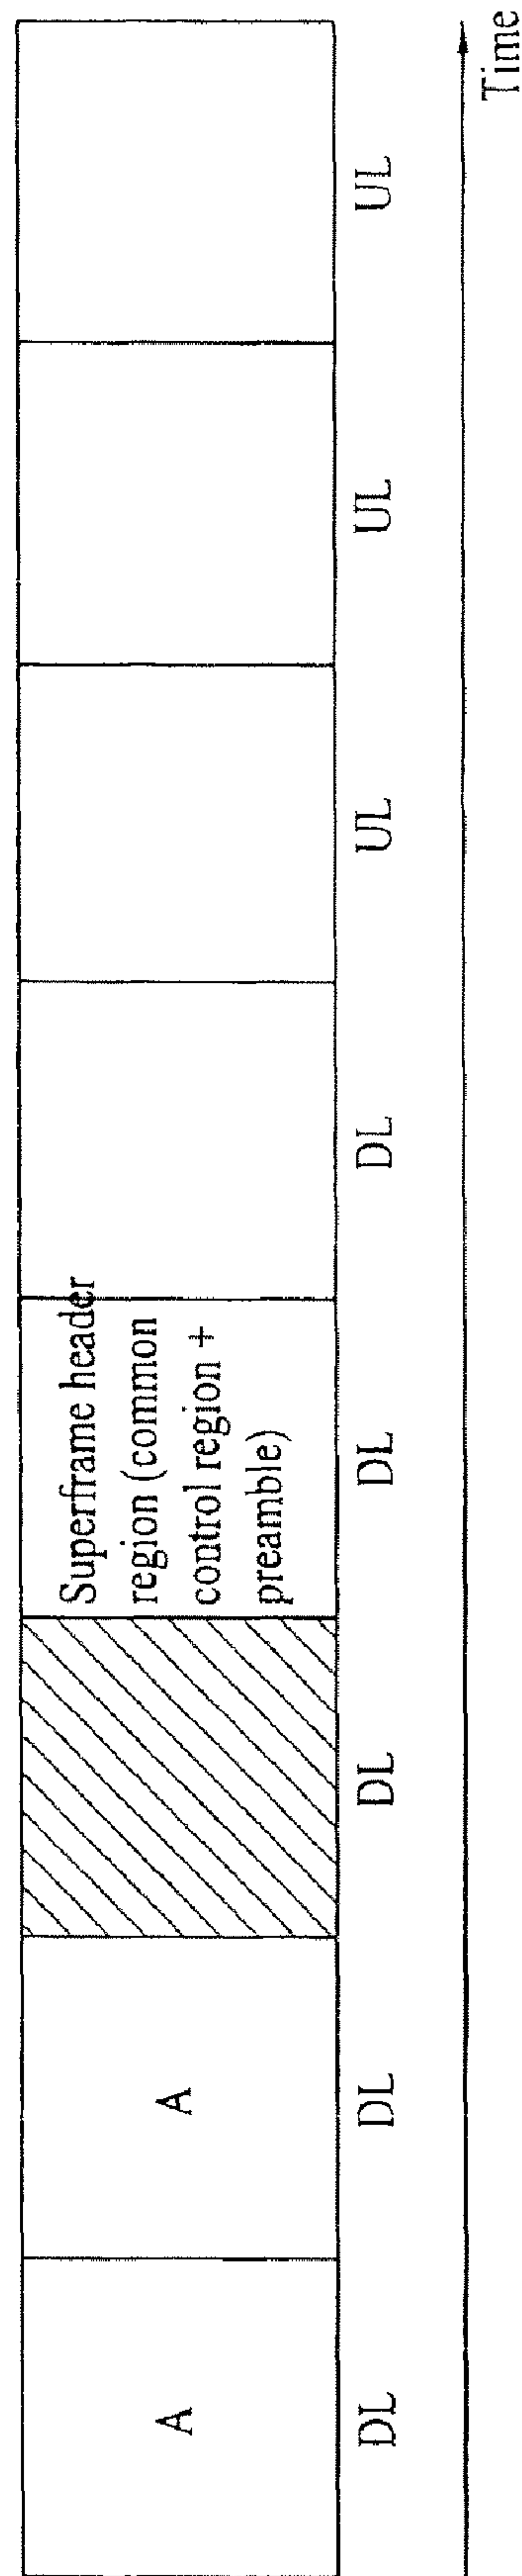 A
A
Superframe header
region (common
control region +
preamble)
DL
DL
DL
DL
DL
UL
UL
UL
Time